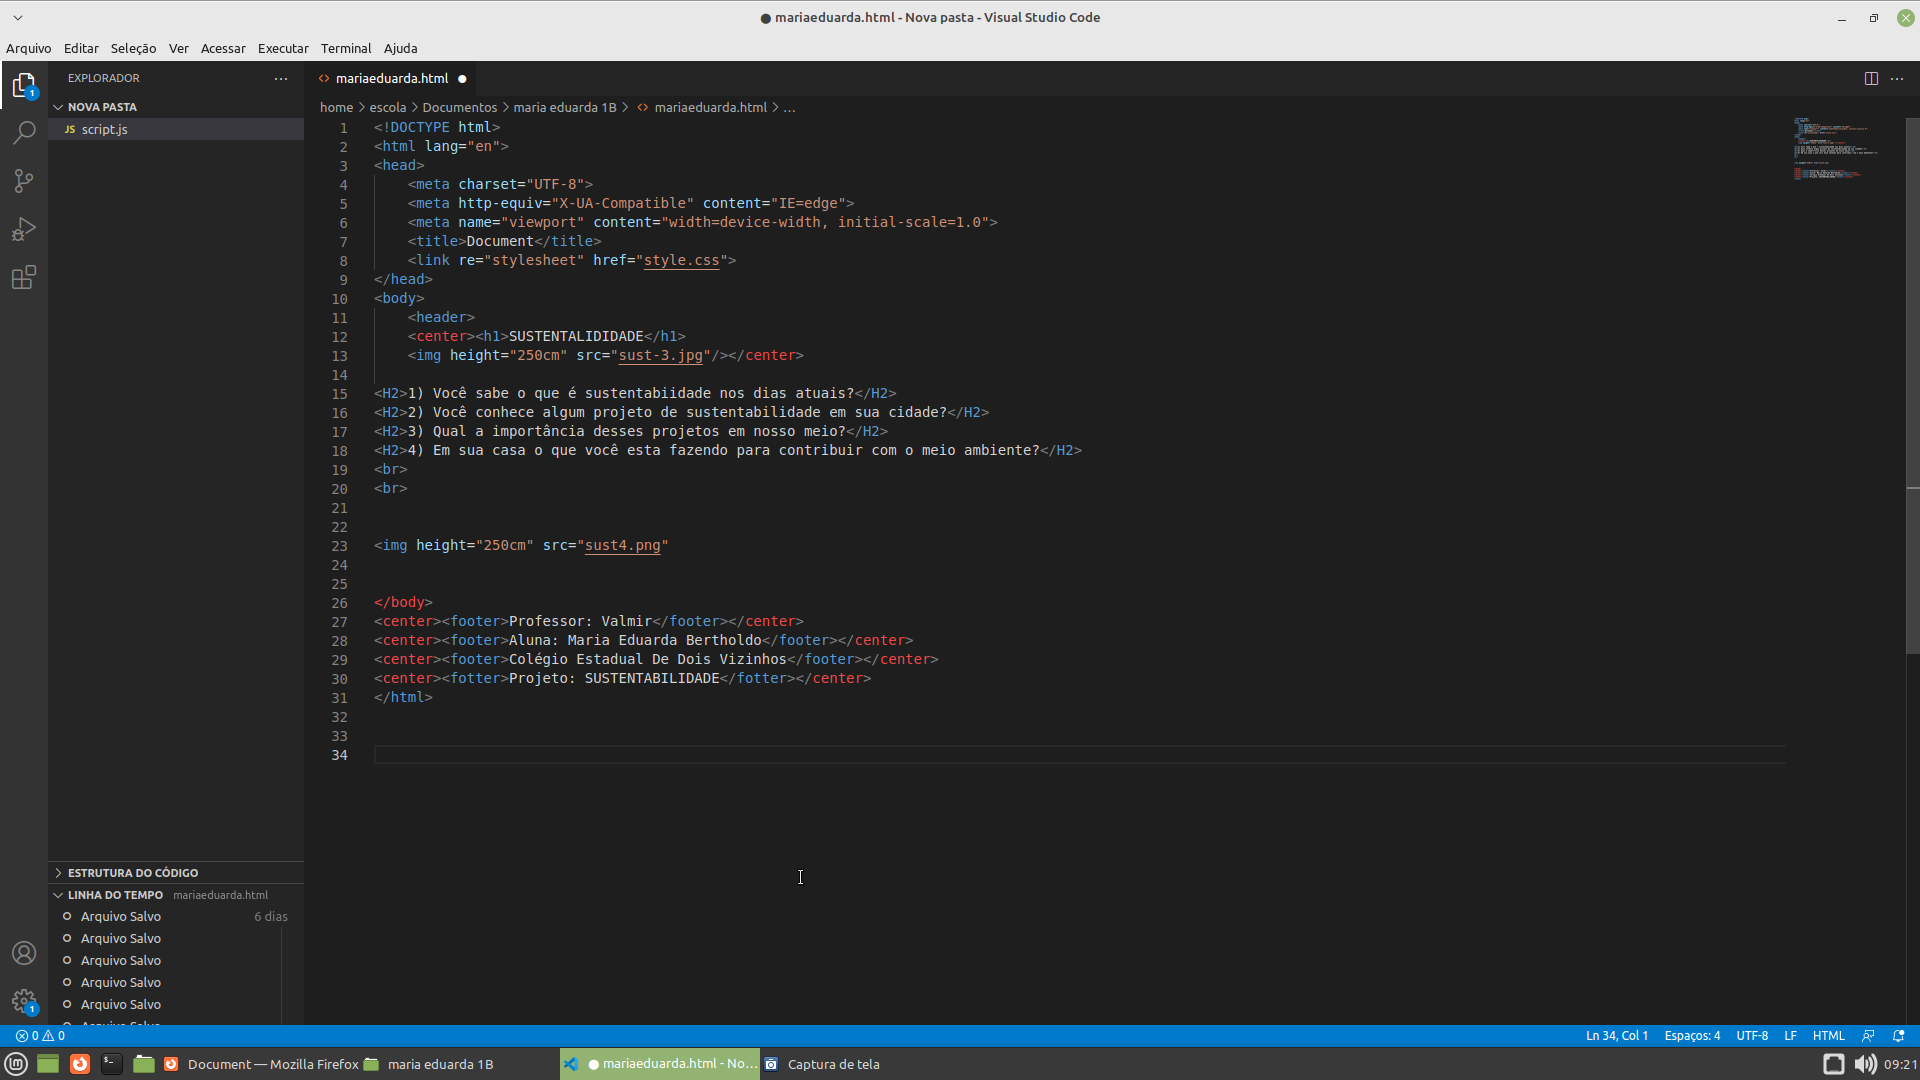 mariaeduarda.html - Nova pasta - Visual Studio Code
Arquivo Editar Seleção Ver Acessar Executar Terminal Ajuda
EXPLORADOR
NOVA PASTA
JS script.js
1
mariaeduarda.html
home > escola > Documentos > maria eduarda 1B > mariaeduarda.html > ...
1 <!DOCTYPE html>
2 <html lang="en">
3 <head>
4 <meta charset="UTF-8">
5 <meta http-equiv="X-UA-Compatible" content="IE=edge">
6 <meta name="viewport" content="width=device-width, initial-scale=1.0">
7 <title>Document</title>
8 <link re="stylesheet" href="style.css">
9 </head>
10 <body>
11 <header>
12 <center><h1>SUSTENTALIDIDADE</h1>
13 <img height="250cm" src="sust-3.jpg"/></center>
14
15 <H2>1) Você sabe o que é sustentabiidade nos dias atuais?</H2>
16 <H2>2) Você conhece algum projeto de sustentabilidade em sua cidade?</H2>
17 <H2>3) Qual a importância desses projetos em nosso meio?</H2>
18 <H2>4) Em sua casa o que você esta fazendo para contribuir com o meio ambiente?</H2>
19 <br>
20 <br>
21
22
23 <img height="250cm" src="sust4.png"
24
25
26 </body>
27 <center><footer>Professor: Valmir</footer></center>
28 <center><footer>Aluna: Maria Eduarda Bertholdo</footer></center>
29 <center><footer>Colégio Estadual De Dois Vizinhos</footer></center>
30 <center><fotter>Projeto: SUSTENTABILIDADE</fotter></center>
31 </html>
32
33
34
ESTRUTURA DO CÓDIGO
LINHA DO TEMPO mariaeduarda.html
Arquivo Salvo 6 dias
Arquivo Salvo
Arquivo Salvo
Arquivo Salvo
Arquivo Salvo
1
0 0
Ln 34, Col 1 Espaços: 4 UTF-8 LF HTML
Document — Mozilla Firefox
maria eduarda 1B
mariaeduarda.html - No...
Captura de tela
09:21